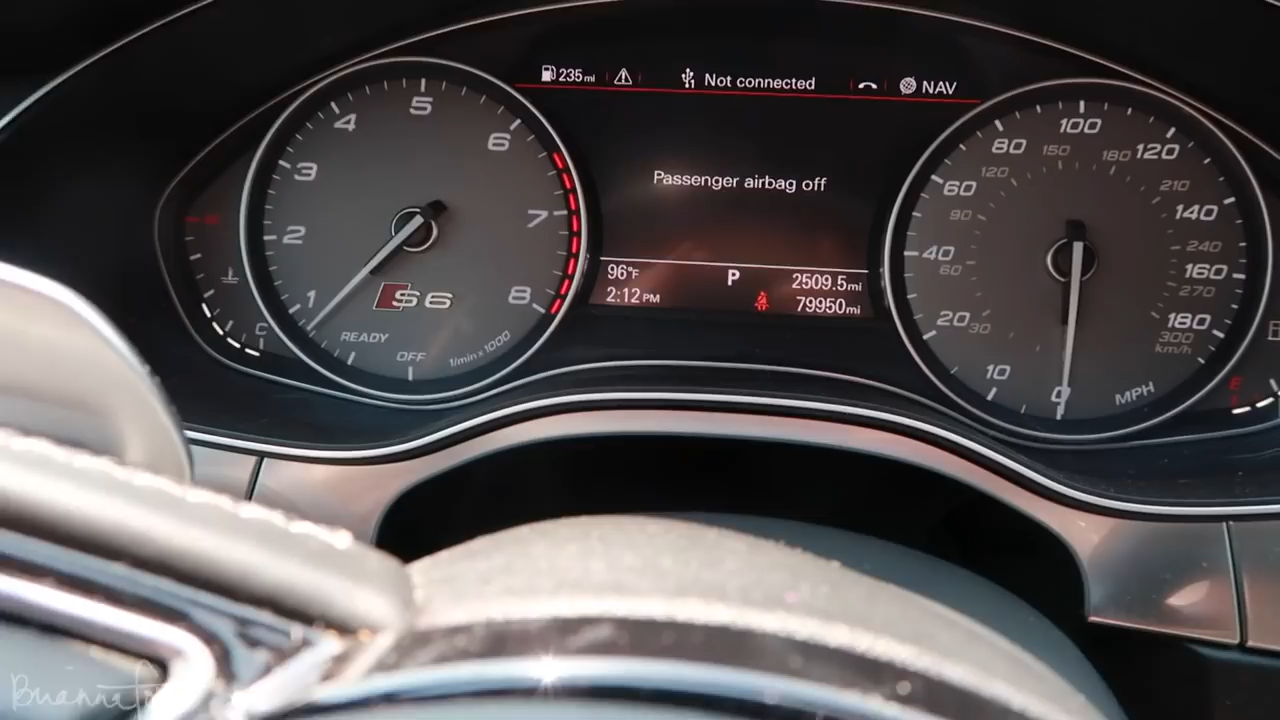 235 mi
Not connected
NAV
Passenger airbag off
96°F
P
2509.5 mi
2:12 PM
79950 mi
1
2
3
4
5
6
7
8
S6
READY
OFF
1/min x 1000
C
0
10
20
40
60
80
100
120
140
160
180
MPH
30
60
90
120
150
180
210
240
270
300
km/h
E